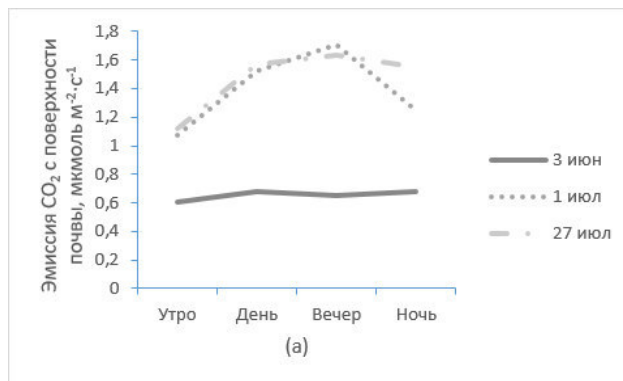 Эмиссия CO₂ с поверхности
почвы, мкмоль м⁻²·с⁻¹
1,8
1,6
1,4
1,2
1
0,8
0,6
0,4
0,2
0
Утро День Вечер Ночь
(а)
3 июн
1 июл
27 июл